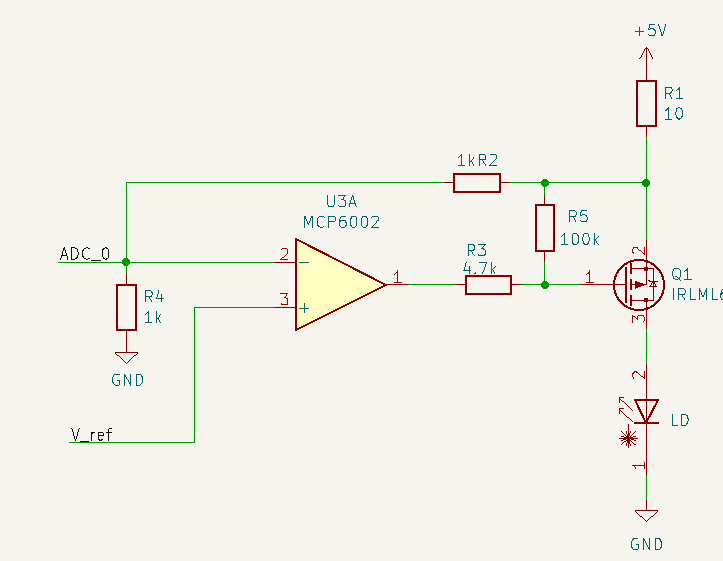 +5V
R1
10
1kR2
U3A
MCP6002
R5
100k
ADC_0
2
R3
4.7k
2
1
1
Q1
IRLML6
R4
1k
3
3
GND
2
V_ref
LD
1
GND